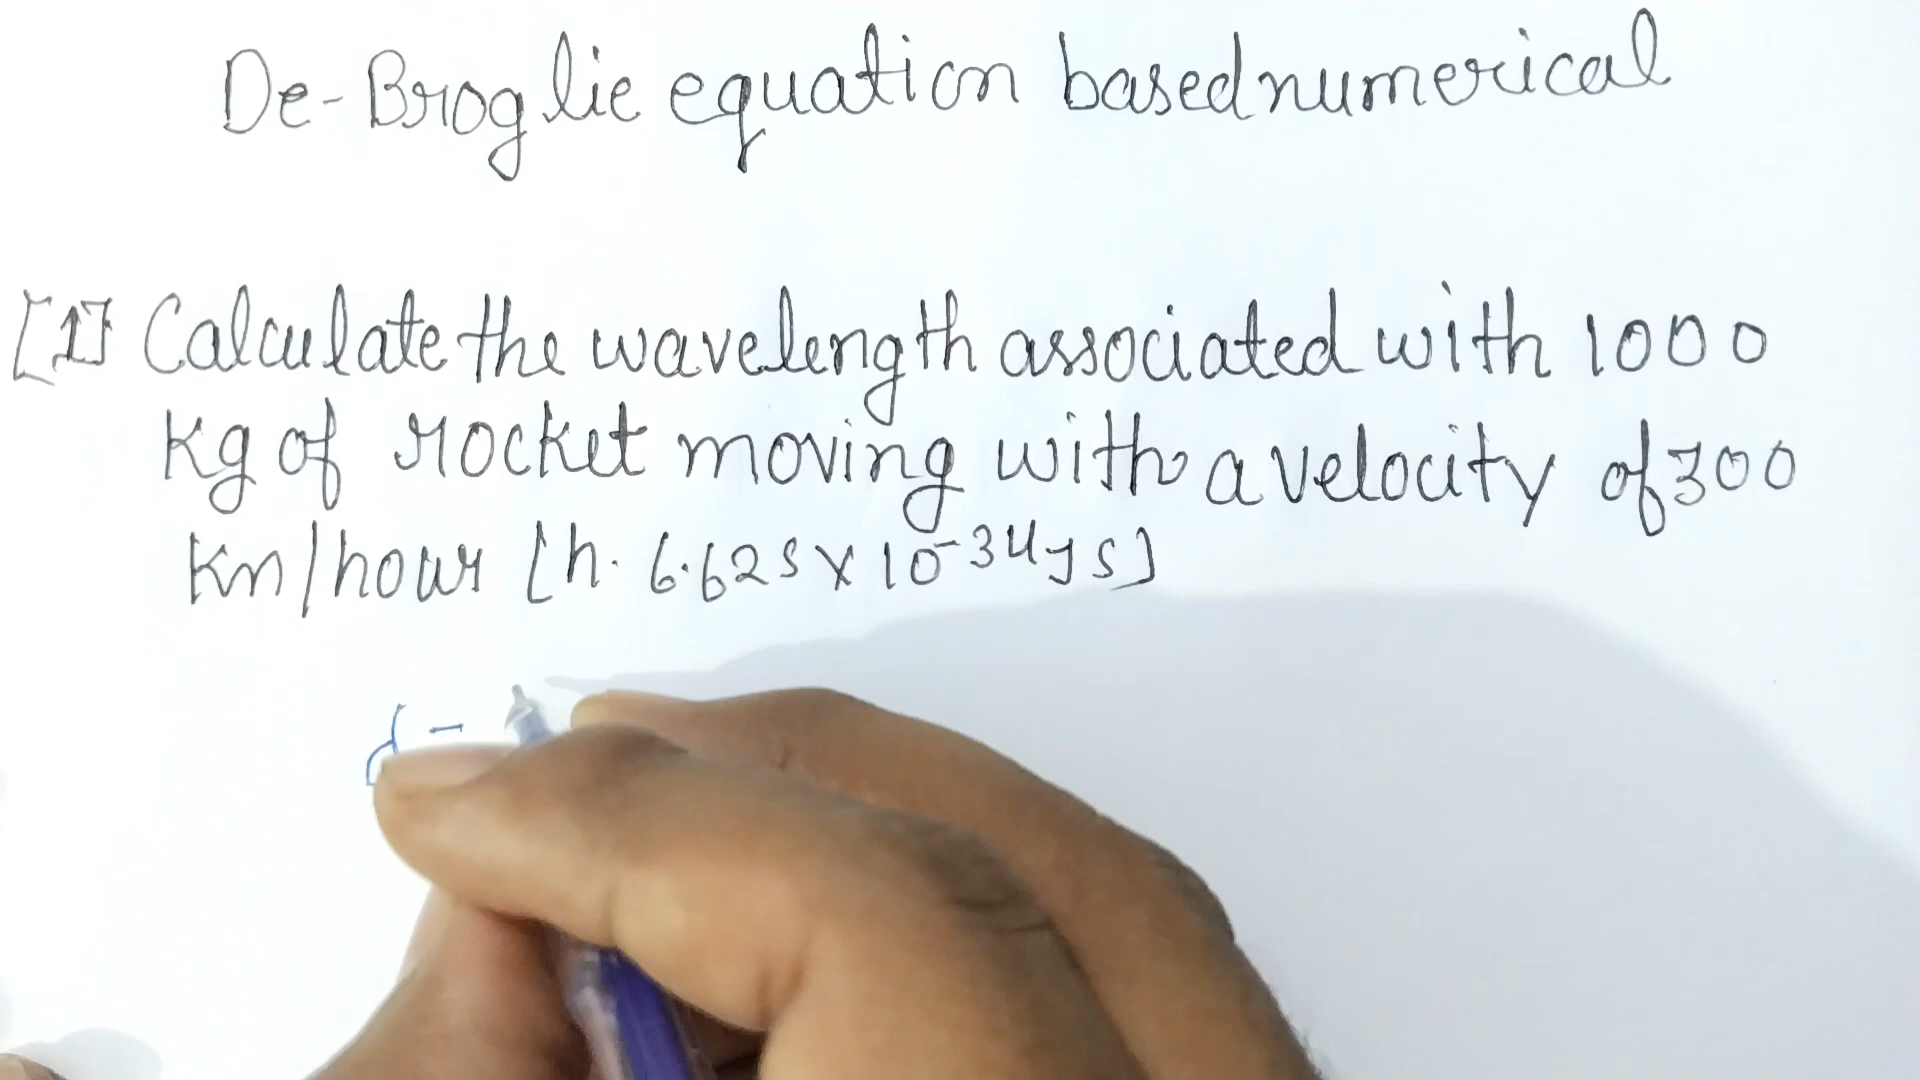 De-Broglie equation based numerical
[1] Calculate the wavelength associated with 1000
Kg of rocket moving with a velocity of 300
Km/hour [h. 6.625 x 10-34 Js]
λ -